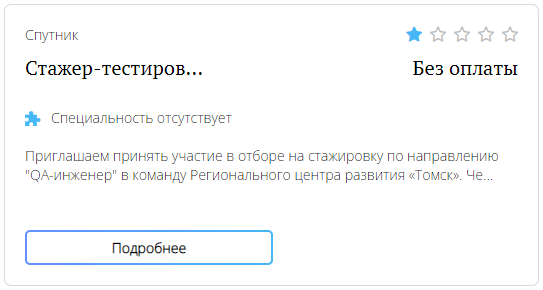 Спутник
Стажер-тестиров...
Без оплаты
Специальность отсутствует
Приглашаем принять участие в отборе на стажировку по направлению
"QA-инженер" в команду Регионального центра развития «Томск». Че...
Подробнее